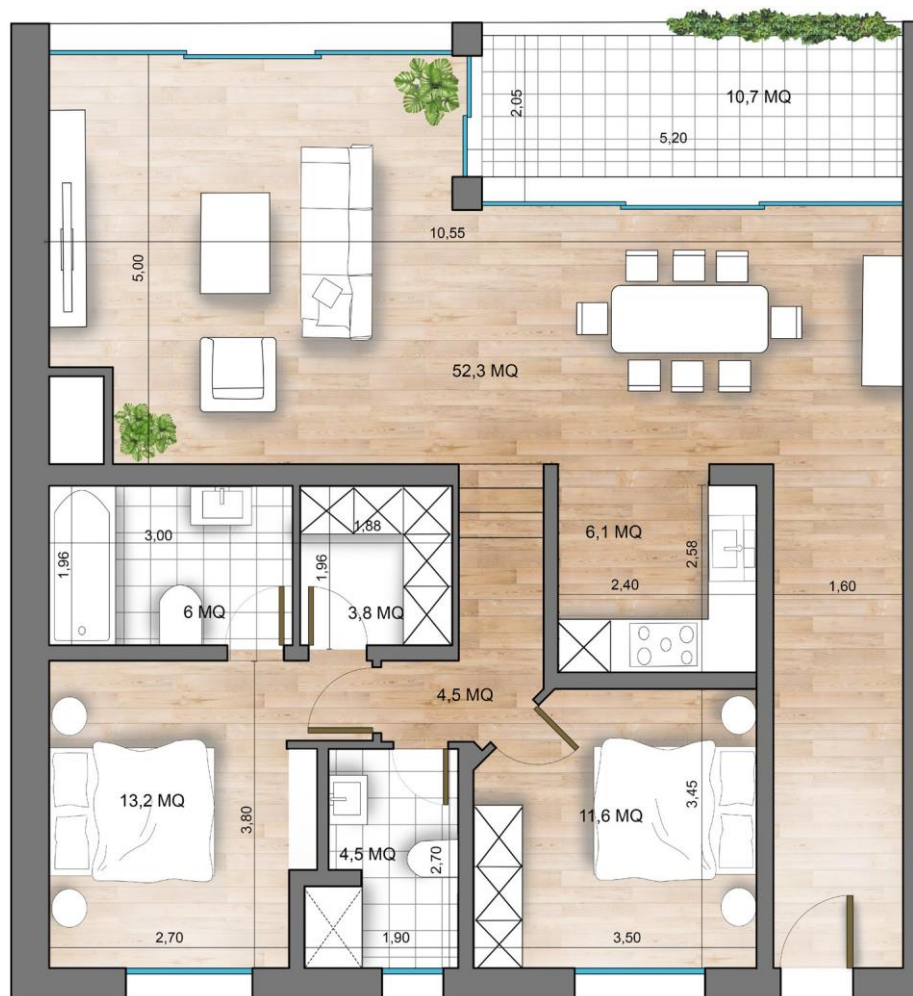 10,7 MQ
2,05
5,20
10,55
5,00
52,3 MQ
1,88
3,00
6,1 MQ
2,58
1,96
1,96
2,40
1,60
6 MQ
3,8 MQ
4,5 MQ
13,2 MQ
3,45
3,80
11,6 MQ
4,5 MQ
2,70
2,70
1,90
3,50